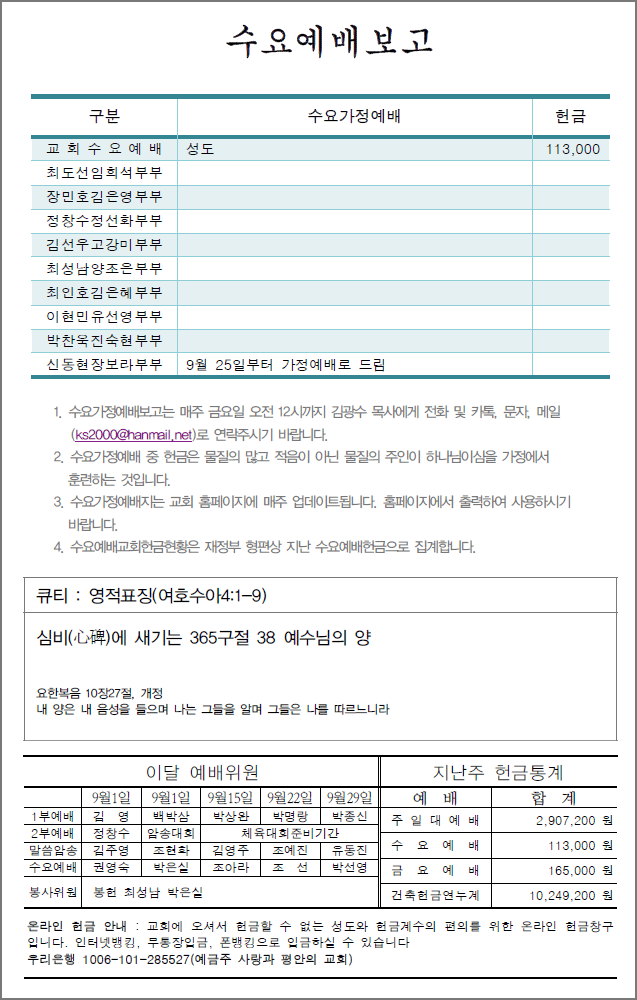 수요예배보고
구분 수요가정예배 헌금
교 회 수 요 예 배 성도 113,000
최도선임희석부부
장민호김은영부부
정창수정선화부부
김선우고강미부부
최성남양조은부부
최인호김은혜부부
이현민유선영부부
박찬욱진숙현부부
신동현장보라부부 9월 25일부터 가정예배로 드림
1. 수요가정예배보고는 매주 금요일 오전 12시까지 김광수 목사에게 전화 및 카톡, 문자, 메일
(ks2000@hanmail.net)로 연락주시기 바랍니다.
2. 수요가정예배 중 헌금은 물질의 많고 적음이 아닌 물질의 주인이 하나님이심을 가정에서
훈련하는 것입니다.
3. 수요가정예배지는 교회 홈페이지에 매주 업데이트됩니다. 홈페이지에서 출력하여 사용하시기
바랍니다.
4. 수요예배교회헌금현황은 재정부 형편상 지난 수요예배헌금으로 집계합니다.
큐티 : 영적표징(여호수아4:1-9)
심비(心碑)에 새기는 365구절 38 예수님의 양
요한복음 10장27절, 개정
내 양은 내 음성을 들으며 나는 그들을 알며 그들은 나를 따르느니라
이달 예배위원
9월1일 9월1일 9월15일 9월22일 9월29일
1부예배 김 영 백박삼 박상완 박명랑 박종신
2부예배 정창수 암송대회 체육대회준비기간
말씀암송 김주영 조현화 김영주 조예진 유동진
수요예배 권영숙 박은실 조아라 조 선 박선영
봉사위원 봉헌 최성남 박은실
지난주 헌금통계
예 배 합 계
주 일 대 예 배 2,907,200 원
수 요 예 배 113,000 원
금 요 예 배 165,000 원
건축헌금연누계 10,249,200 원
온라인 헌금 안내 : 교회에 오셔서 헌금할 수 없는 성도와 헌금계수의 편의를 위한 온라인 헌금창구
입니다. 인터넷뱅킹, 무통장입금, 폰뱅킹으로 입금하실 수 있습니다
우리은행 1006-101-285527(예금주 사랑과 평안의 교회)